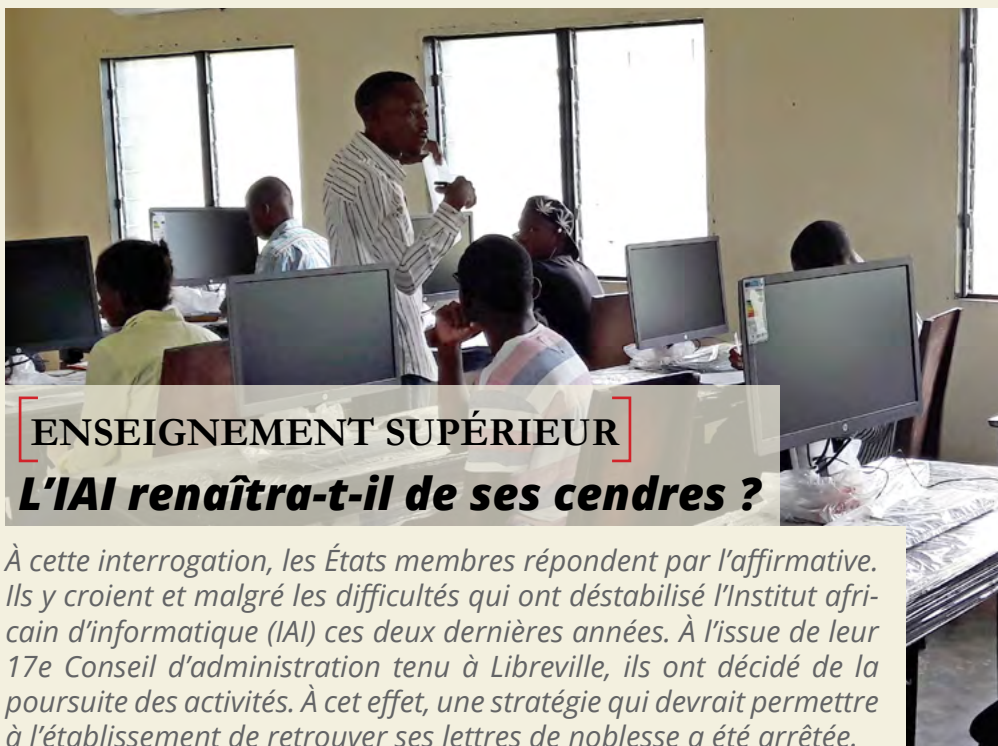 [ENSEIGNEMENT SUPÉRIEUR]
L’IAI renaîtra-t-il de ses cendres ?
À cette interrogation, les États membres répondent par l’affirmative.
Ils y croient et malgré les difficultés qui ont déstabilisé l’Institut afri-
cain d’informatique (IAI) ces deux dernières années. À l’issue de leur
17e Conseil d’administration tenu à Libreville, ils ont décidé de la
poursuite des activités. À cet effet, une stratégie qui devrait permettre
à l’établissement de retrouver ses lettres de noblesse a été arrêtée.